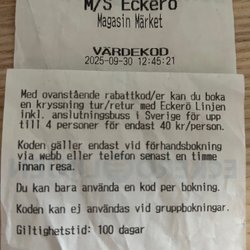 M/S Eckerö
Magasin Märket
VÄRDEKOD
2025-09-30 12:45:21
Med ovanstående rabattkod/er kan du boka
en kryssning tur/retur med Eckerö Linjen
inkl. anslutningsbuss i Sverige för upp
till 4 personer för endast 40 kr/person.
Koden gäller endast vid förhandsbokning
via webb eller telefon senast en timme
innan resa.
Du kan bara använda en kod per bokning.
Koden kan ej användas vid gruppbokningar.
Giltighetstid: 100 dagar